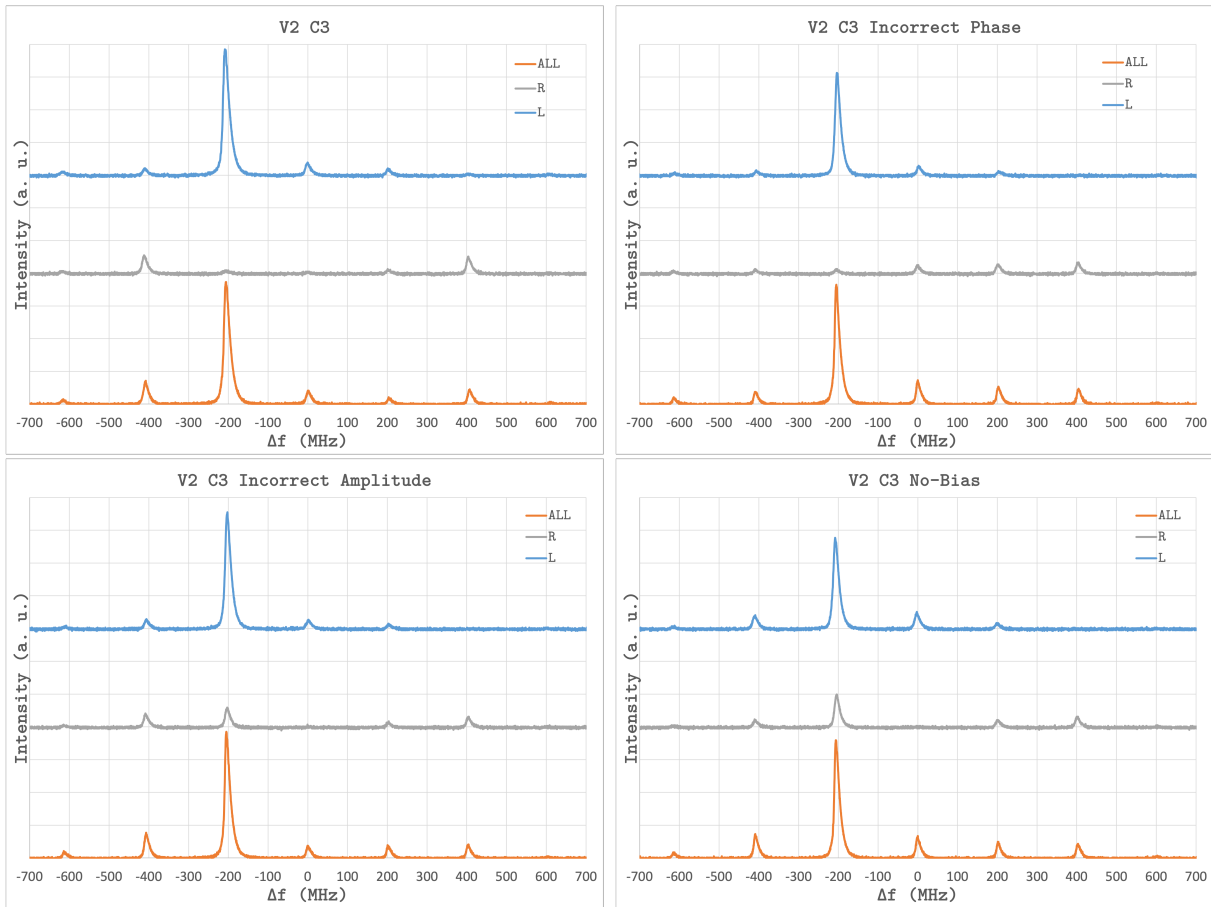 V2 C3
ALL
R
L
Intensity (a. u.)
-700 -600 -500 -400 -300 -200 -100 0 100 200 300 400 500 600 700
Δf (MHz)
V2 C3 Incorrect Phase
ALL
R
L
Intensity (a. u.)
-700 -600 -500 -400 -300 -200 -100 0 100 200 300 400 500 600 700
Δf (MHz)
V2 C3 Incorrect Amplitude
ALL
R
L
Intensity (a. u.)
-700 -600 -500 -400 -300 -200 -100 0 100 200 300 400 500 600 700
Δf (MHz)
V2 C3 No-Bias
ALL
R
L
Intensity (a. u.)
-700 -600 -500 -400 -300 -200 -100 0 100 200 300 400 500 600 700
Δf (MHz)